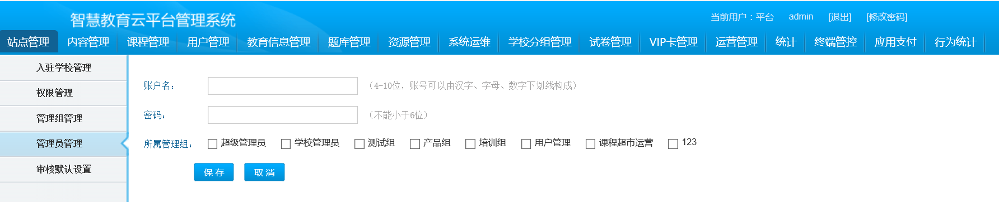 智慧教育云平台管理系统
当前用户：平台 admin [退出] [修改密码]
站点管理 内容管理 课程管理 用户管理 教育信息管理 题库管理 资源管理 系统运维 学校分组管理 试卷管理 VIP卡管理 运营管理 统计 终端管控 应用支付 行为统计
入驻学校管理
权限管理
管理组管理
管理员管理
审核默认设置
账户名：（4-10位，账号可以由汉字、字母、数字下划线构成）
密码：（不能小于6位）
所属管理组： 超级管理员 学校管理员 测试组 产品组 培训组 用户管理 课程超市运营 123
保 存 取 消